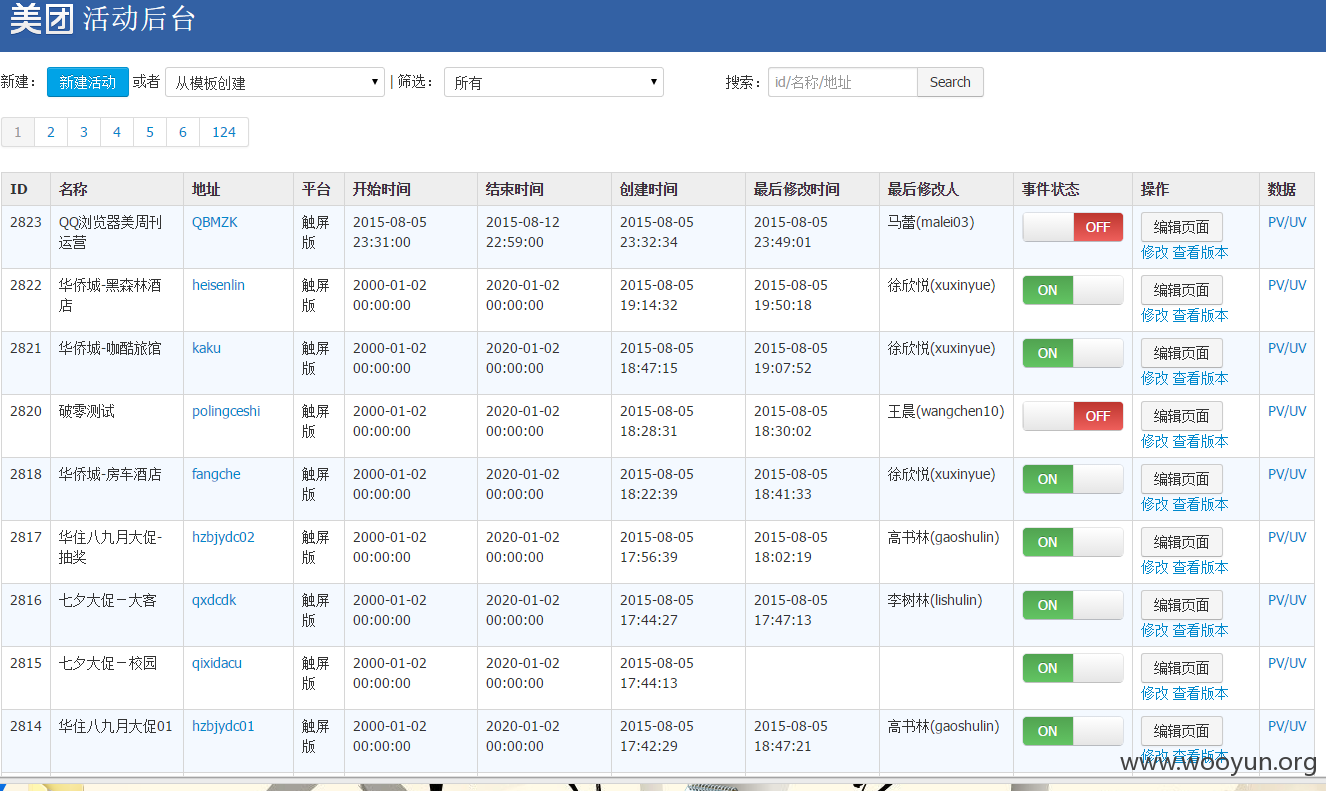 美团 活动后台
新建： 新建活动 或者 从模板创建 | 筛选： 所有 搜索： id/名称/地址 Search
1 2 3 4 5 6 124
ID 名称 地址 平台 开始时间 结束时间 创建时间 最后修改时间 最后修改人 事件状态 操作 数据
2823 QQ浏览器美周刊 QBMZK 触屏 2015-08-05 2015-08-12 2015-08-05 2015-08-05 马蕾(malei03) OFF 编辑页面 PV/UV
运营 版 23:31:00 22:59:00 23:32:34 23:49:01 修改 查看版本
2822 华侨城-黑森林酒 heisenlin 触屏 2000-01-02 2020-01-02 2015-08-05 2015-08-05 徐欣悦(xuxinyue) ON 编辑页面 PV/UV
店 版 00:00:00 00:00:00 19:14:32 19:50:18 修改 查看版本
2821 华侨城-咖酷旅馆 kaku 触屏 2000-01-02 2020-01-02 2015-08-05 2015-08-05 徐欣悦(xuxinyue) ON 编辑页面 PV/UV
版 00:00:00 00:00:00 18:47:15 19:07:52 修改 查看版本
2820 破零测试 polingceshi 触屏 2000-01-02 2020-01-02 2015-08-05 2015-08-05 王晨(wangchen10) OFF 编辑页面 PV/UV
版 00:00:00 00:00:00 18:28:31 18:30:02 修改 查看版本
2818 华侨城-房车酒店 fangche 触屏 2000-01-02 2020-01-02 2015-08-05 2015-08-05 徐欣悦(xuxinyue) ON 编辑页面 PV/UV
版 00:00:00 00:00:00 18:22:39 18:41:33 修改 查看版本
2817 华住八九月大促- hzbjydc02 触屏 2000-01-02 2020-01-02 2015-08-05 2015-08-05 高书林(gaoshulin) ON 编辑页面 PV/UV
抽奖 版 00:00:00 00:00:00 17:56:39 18:02:19 修改 查看版本
2816 七夕大促－大客 qxdcdk 触屏 2000-01-02 2020-01-02 2015-08-05 2015-08-05 李树林(lishulin) ON 编辑页面 PV/UV
版 00:00:00 00:00:00 17:44:27 17:47:13 修改 查看版本
2815 七夕大促－校园 qixidacu 触屏 2000-01-02 2020-01-02 2015-08-05 ON 编辑页面 PV/UV
版 00:00:00 00:00:00 17:44:13 修改 查看版本
2814 华住八九月大促01 hzbjydc01 触屏 2000-01-02 2020-01-02 2015-08-05 2015-08-05 高书林(gaoshulin) ON 编辑页面 PV/UV
版 00:00:00 00:00:00 17:42:29 18:47:21 修改 查看版本
www.wooyun.org